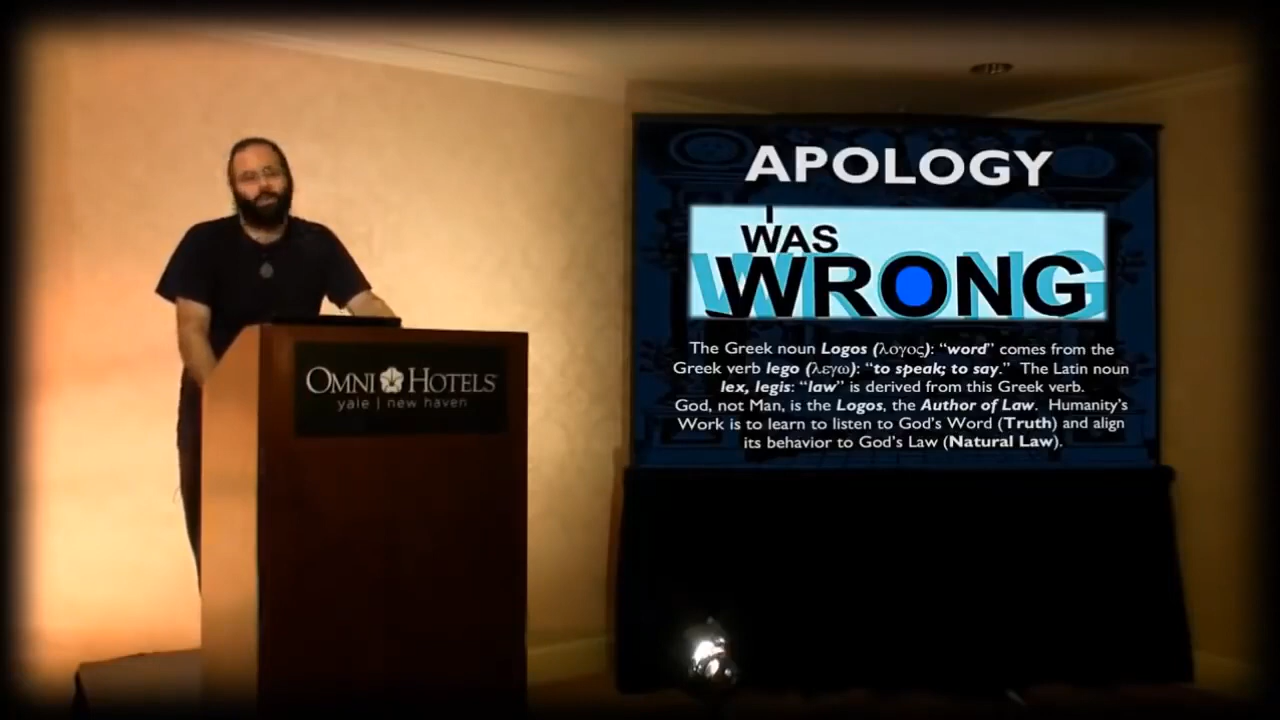 OMNI HOTELS
yale | new haven
APOLOGY
I
WAS
WRONG
The Greek noun Logos (λογος): “word” comes from the
Greek verb lego (λεγω): “to speak; to say.” The Latin noun
lex, legis: “law” is derived from this Greek verb.
God, not Man, is the Logos, the Author of Law. Humanity’s
Work is to learn to listen to God’s Word (Truth) and align
its behavior to God’s Law (Natural Law).